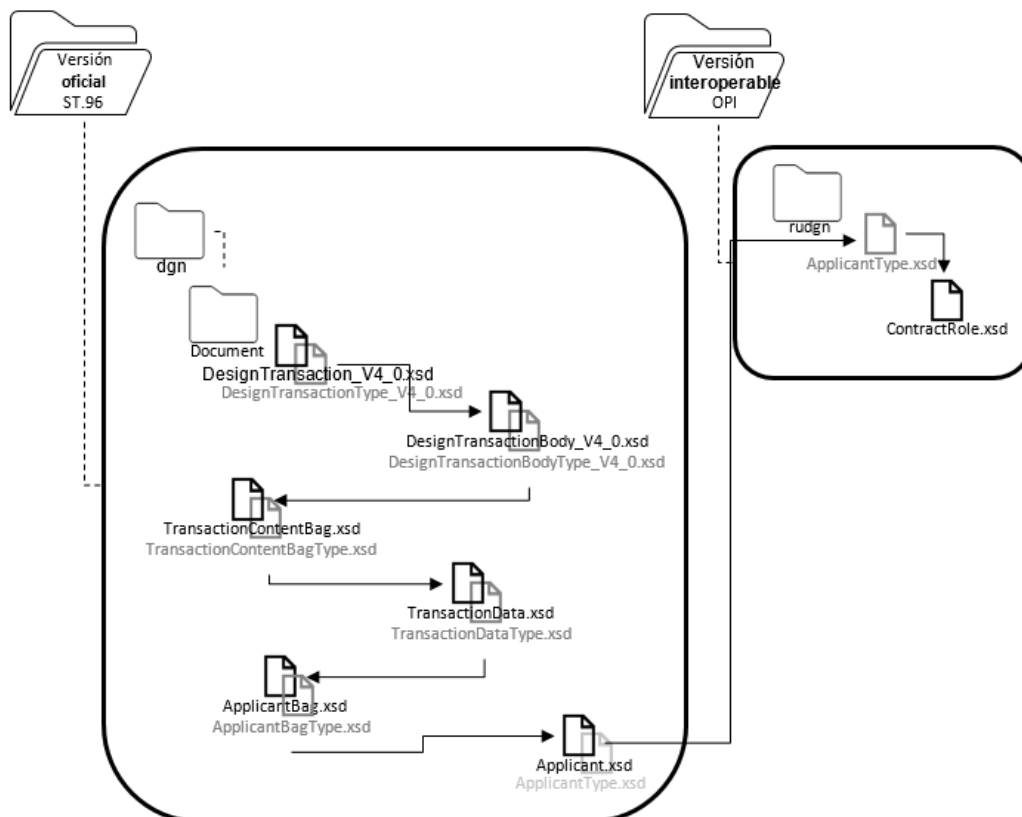 Versión
oficial
ST.96
Versión
interoperable
OPI
dgn
Document
DesignTransaction_V4_0.xsd
DesignTransactionType_V4_0.xsd
DesignTransactionBody_V4_0.xsd
DesignTransactionBodyType_V4_0.xsd
TransactionContentBag.xsd
TransactionContentBagType.xsd
TransactionData.xsd
TransactionDataType.xsd
ApplicantBag.xsd
ApplicantBagType.xsd
Applicant.xsd
ApplicantType.xsd
rudgn
ApplicantType.xsd
ContractRole.xsd